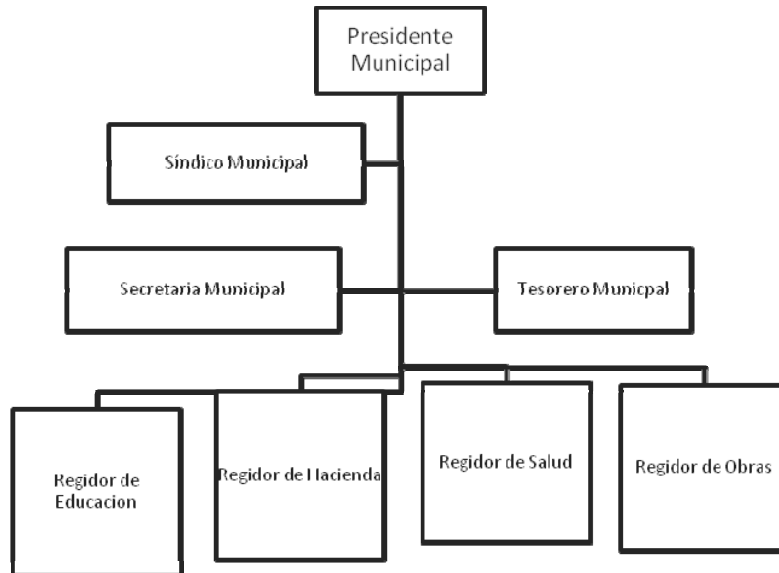 Presidente
Municipal
Síndico Municipal
Secretaria Municipal
Tesorero Municpal
Regidor de
Educacion
Regidor de Hacienda
Regidor de Salud
Regidor de Obras